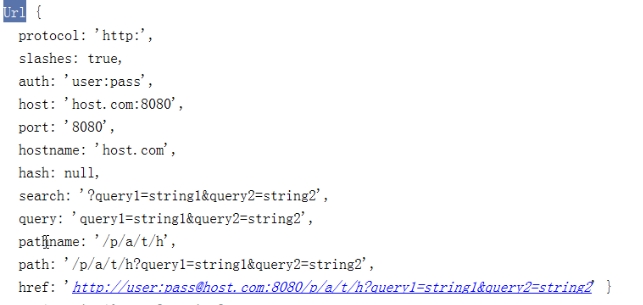 Url {
protocol: 'http:',
slashes: true,
auth: 'user:pass',
host: 'host.com:8080',
port: '8080',
hostname: 'host.com',
hash: null,
search: '?query1=string1&query2=string2',
query: 'query1=string1&query2=string2',
pathname: '/p/a/t/h',
path: '/p/a/t/h?query1=string1&query2=string2',
href: 'http://user:pass@host.com:8080/p/a/t/h?query1=string1&query2=string2' }